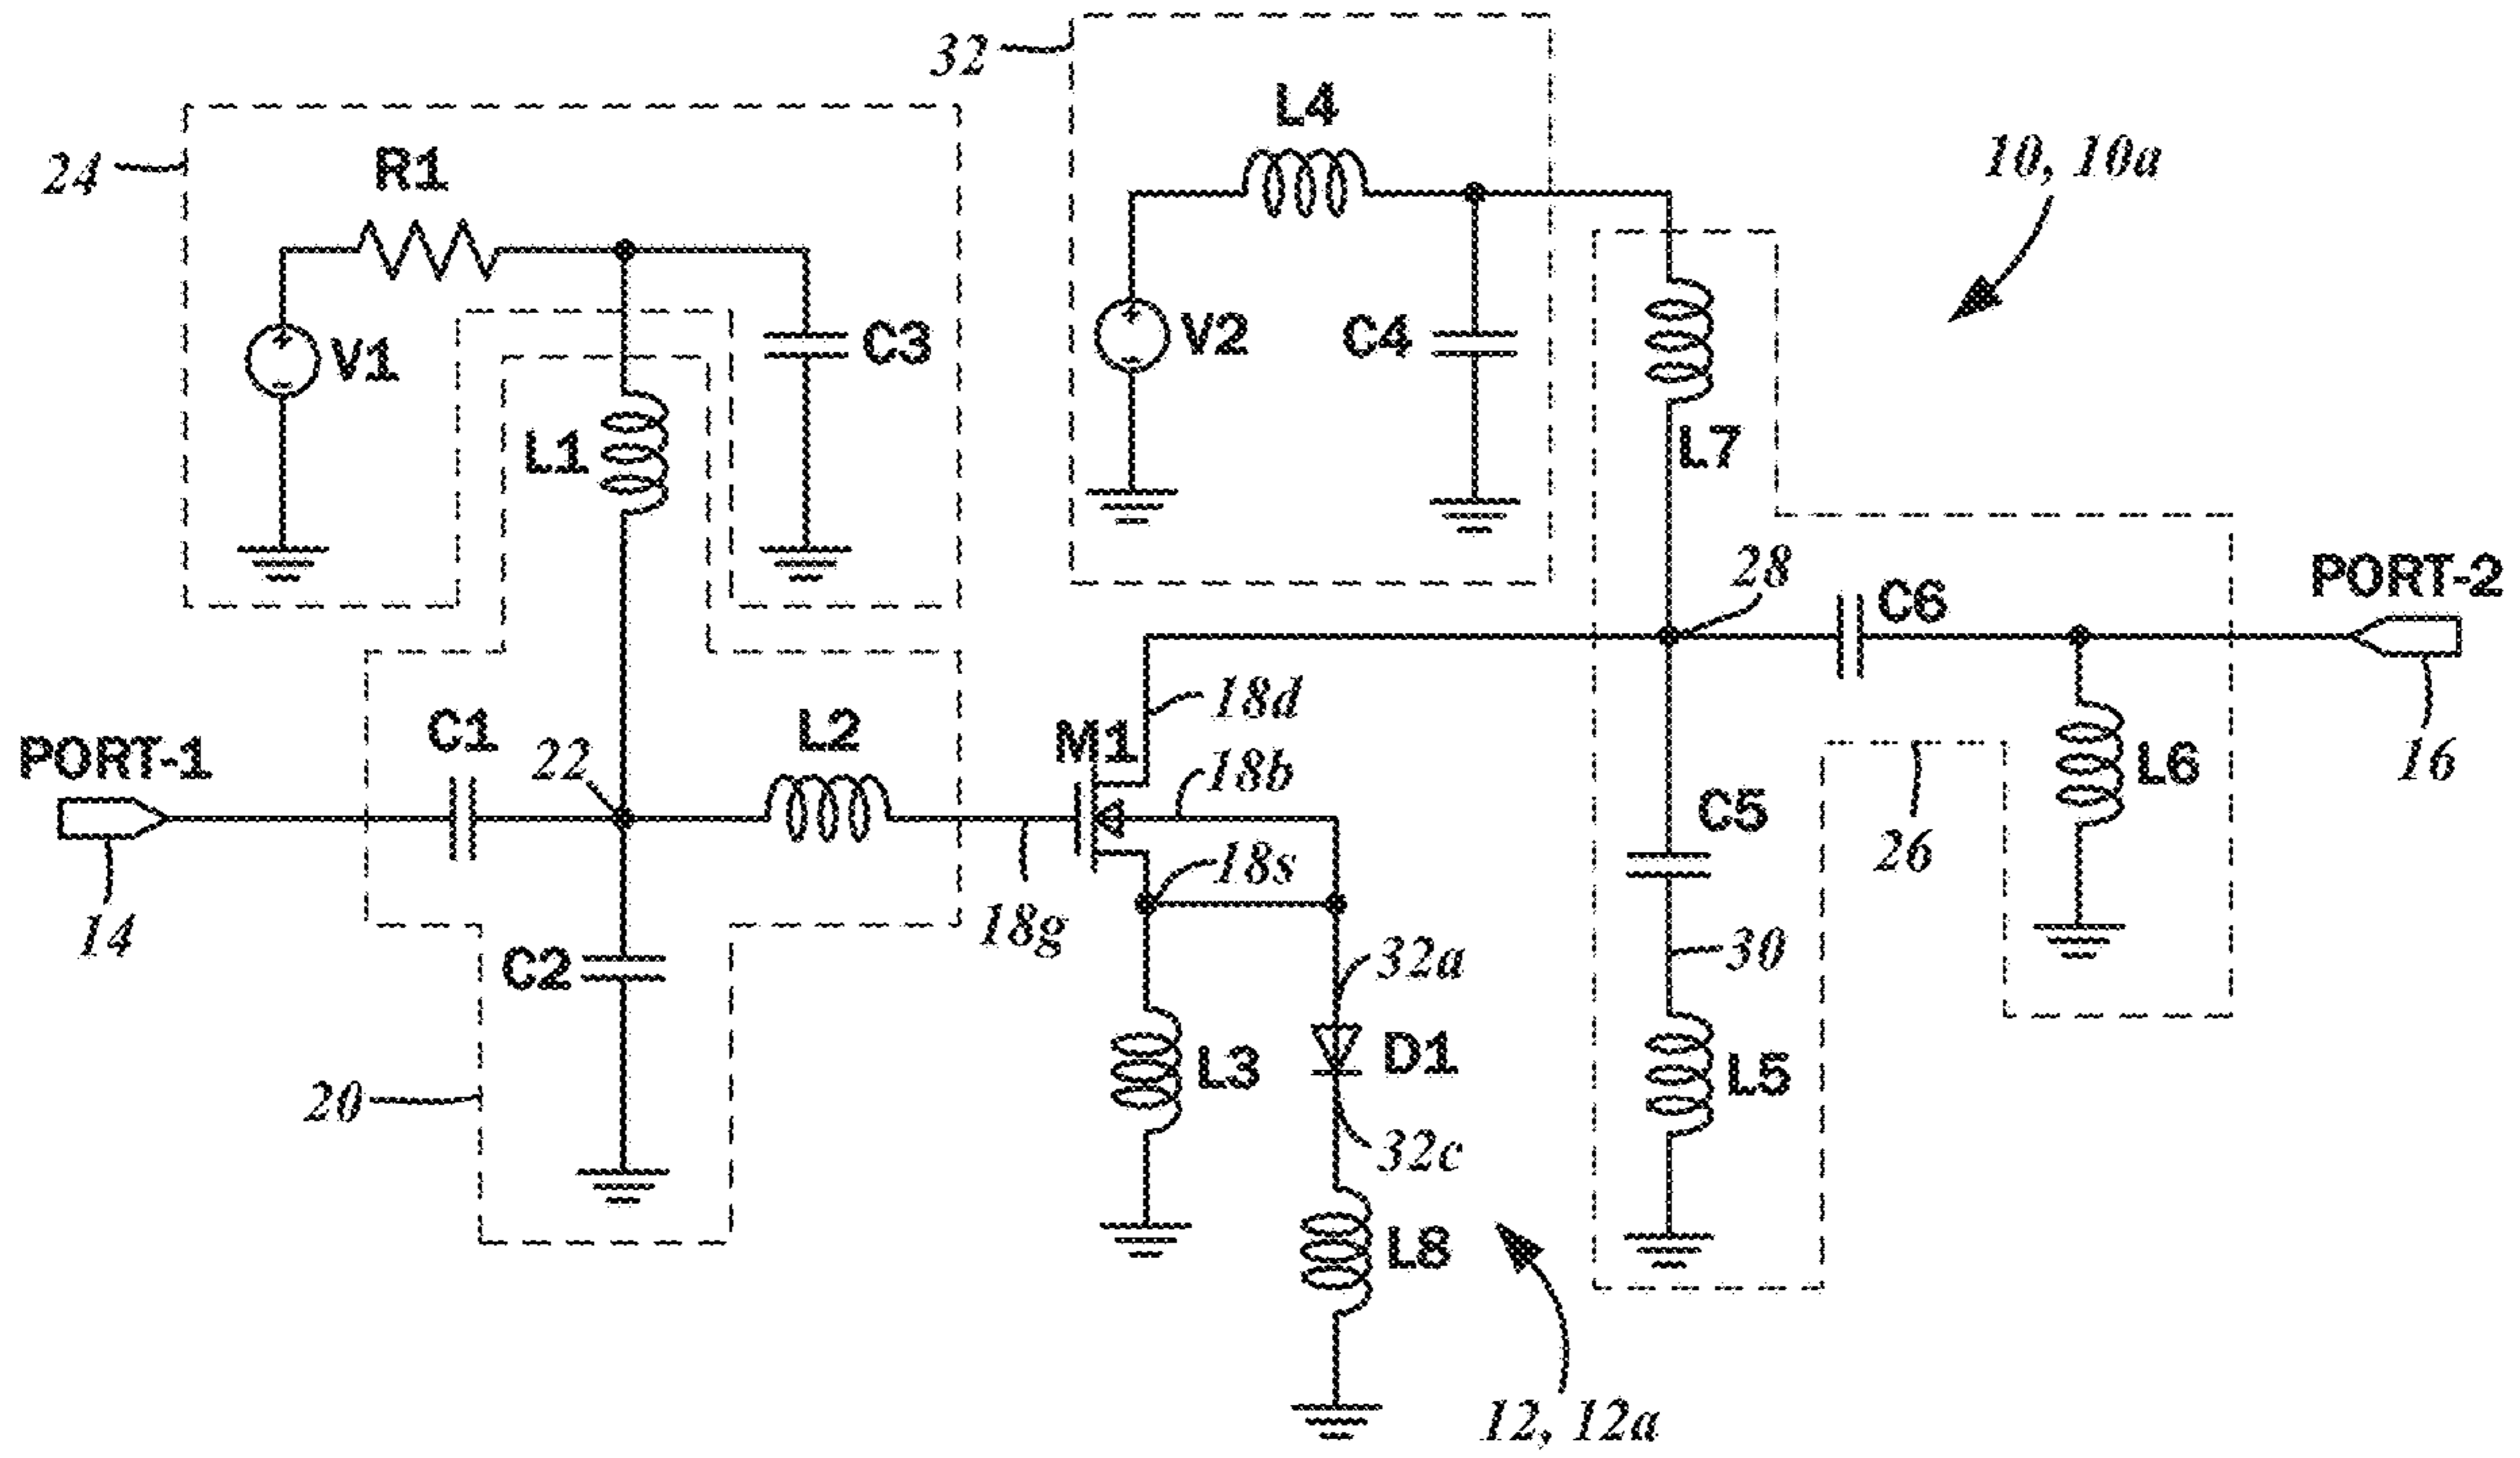 32
L4
10, 10a
24
R1
V1
C3
V2
C4
L1
L7
28
C6
PORT-2
16
PORT-1
14
C1
22
L2
M1
18d
18b
18s
18g
C5
26
L6
C2
32a
30
20
L3
D1
L5
32c
L8
12, 12a